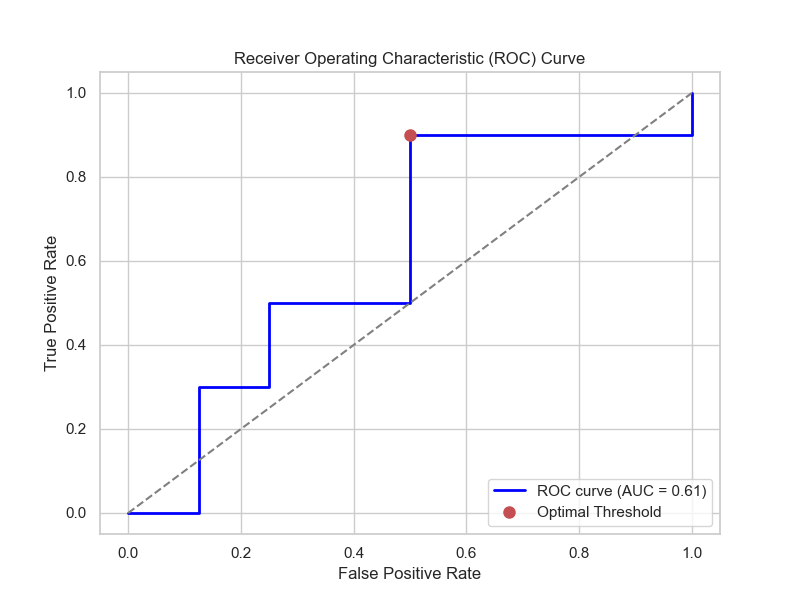 Receiver Operating Characteristic (ROC) Curve
1.0
0.8
0.6
0.4
0.2
0.0
True Positive Rate
0.0 0.2 0.4 0.6 0.8 1.0
False Positive Rate
ROC curve (AUC = 0.61)
Optimal Threshold